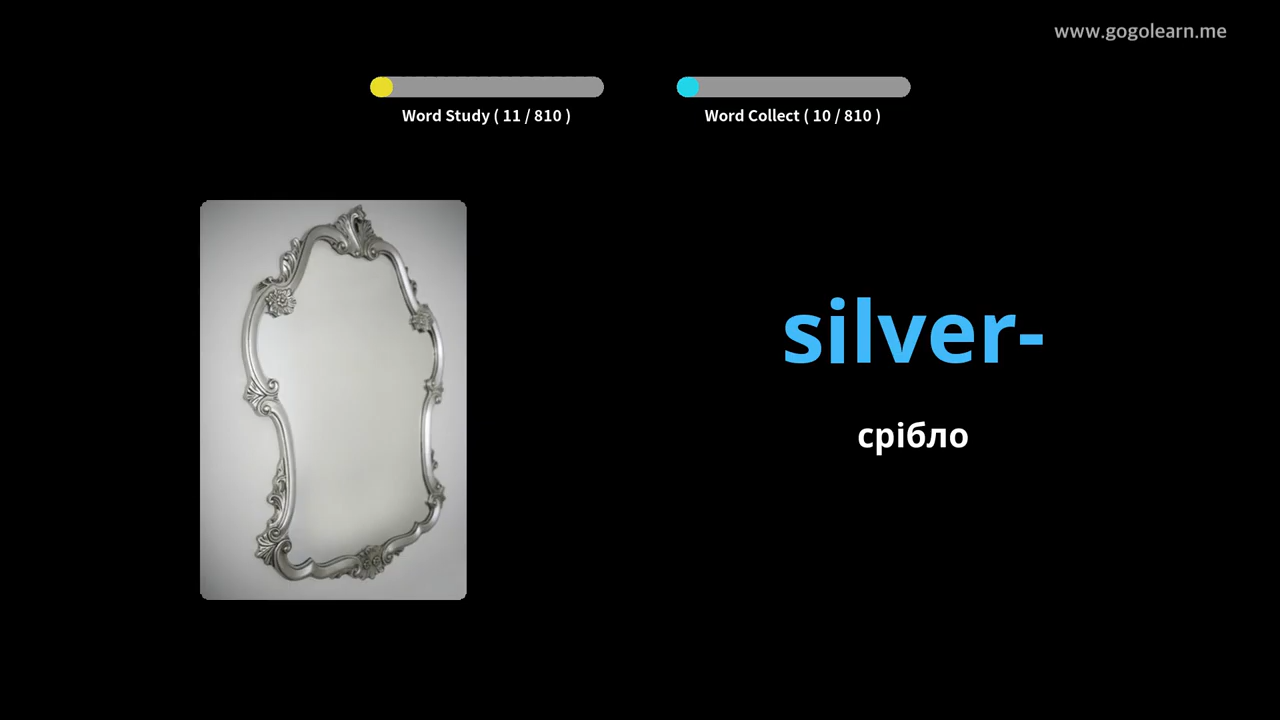 www.gogolearn.me
Word Study ( 11 / 810 )
Word Collect ( 10 / 810 )
silver-
срібло